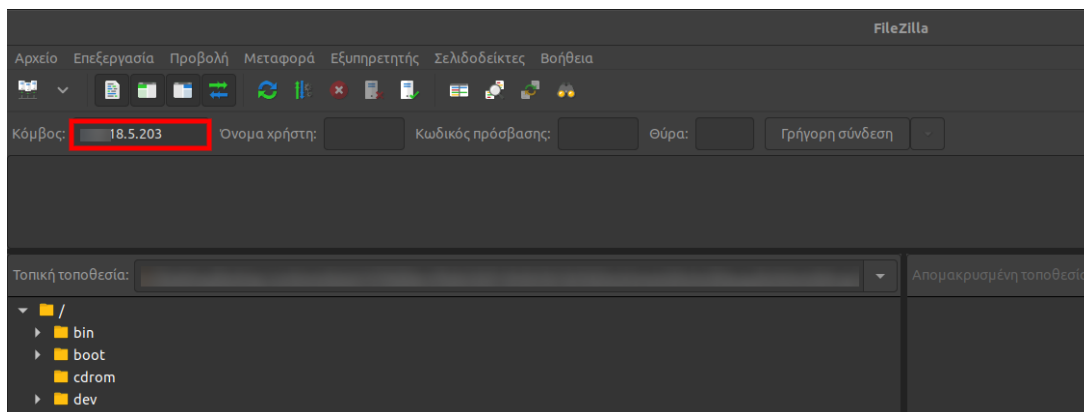 FileZilla
Αρχείο Επεξεργασία Προβολή Μεταφορά Εξυπηρετητής Σελιδοδείκτες Βοήθεια
Κόμβος: 18.5.203 Όνομα χρήστη: Κωδικός πρόσβασης: Θύρα: Γρήγορη σύνδεση
Τοπική τοποθεσία: Απομακρυσμένη τοποθεσί
/
bin
boot
cdrom
dev